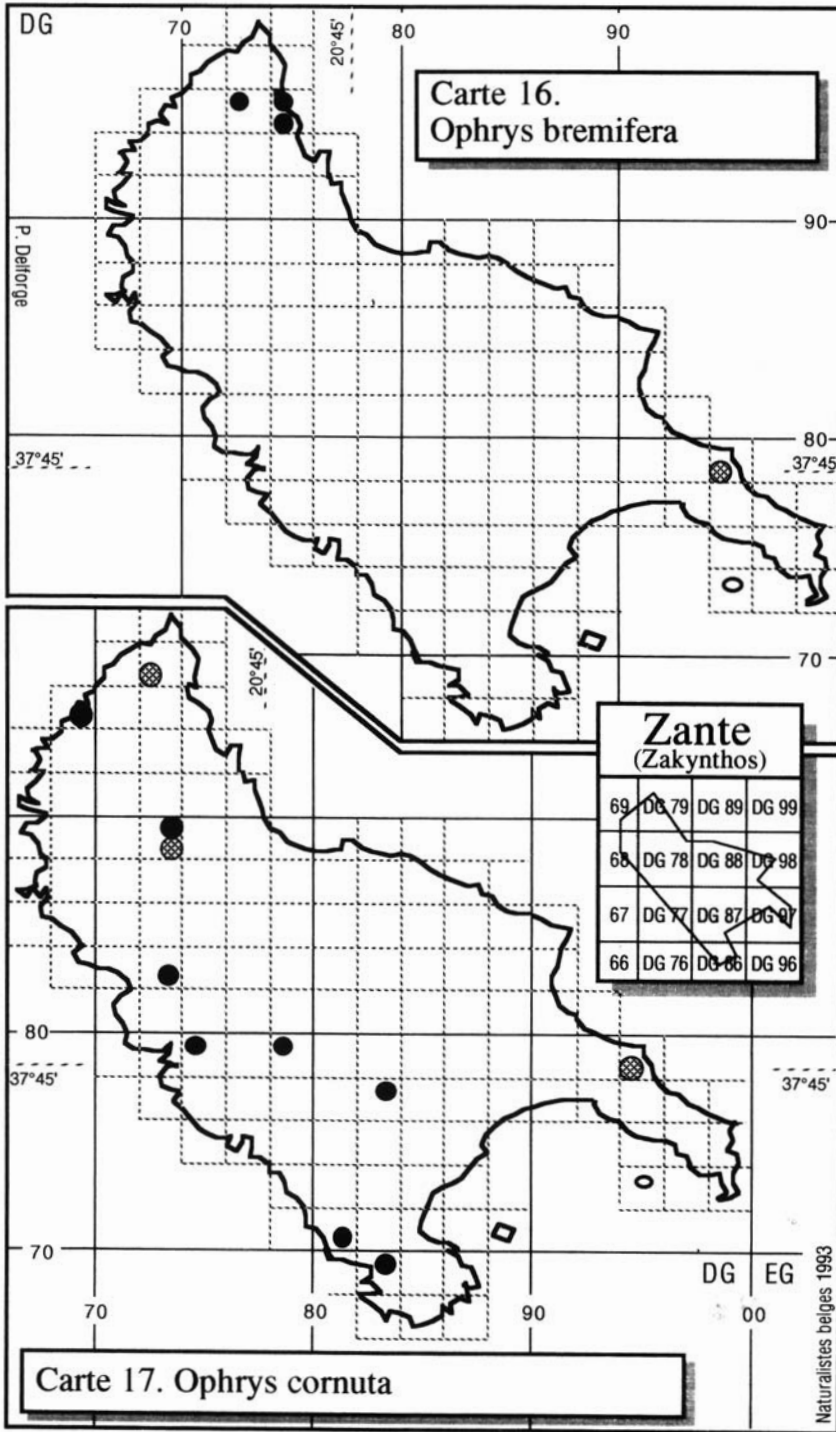 DG
70
80
90
20°45'
Carte 16.
Ophrys bremifera
90
P. Delforge
80
37°45'
37°45'
70
20°45'
Zante
(Zakynthos)
69 DG 79 DG 89 DG 99
68 DG 78 DG 88 DG 98
67 DG 77 DG 87 DG 97
66 DG 76 DG 86 DG 96
80
37°45'
37°45'
70
DG EG
70
80
90
00
Naturalistes belges 1993
Carte 17. Ophrys cornuta